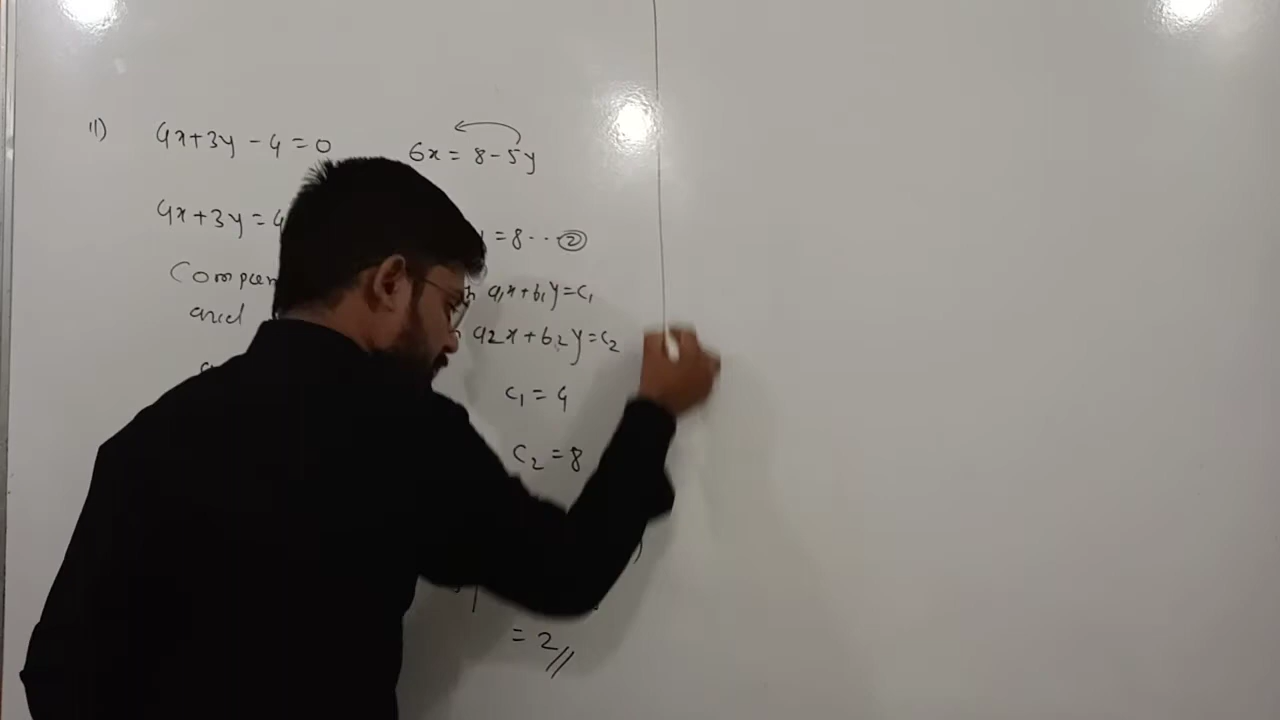 11) 4x+3y-4=0 6x = 8-5y
4x+3y=4 =8...②
a₁x+b₁y=c₁
and a₂x+b₂y=c₂
c₁ = 4
c₂ = 8
= 2//